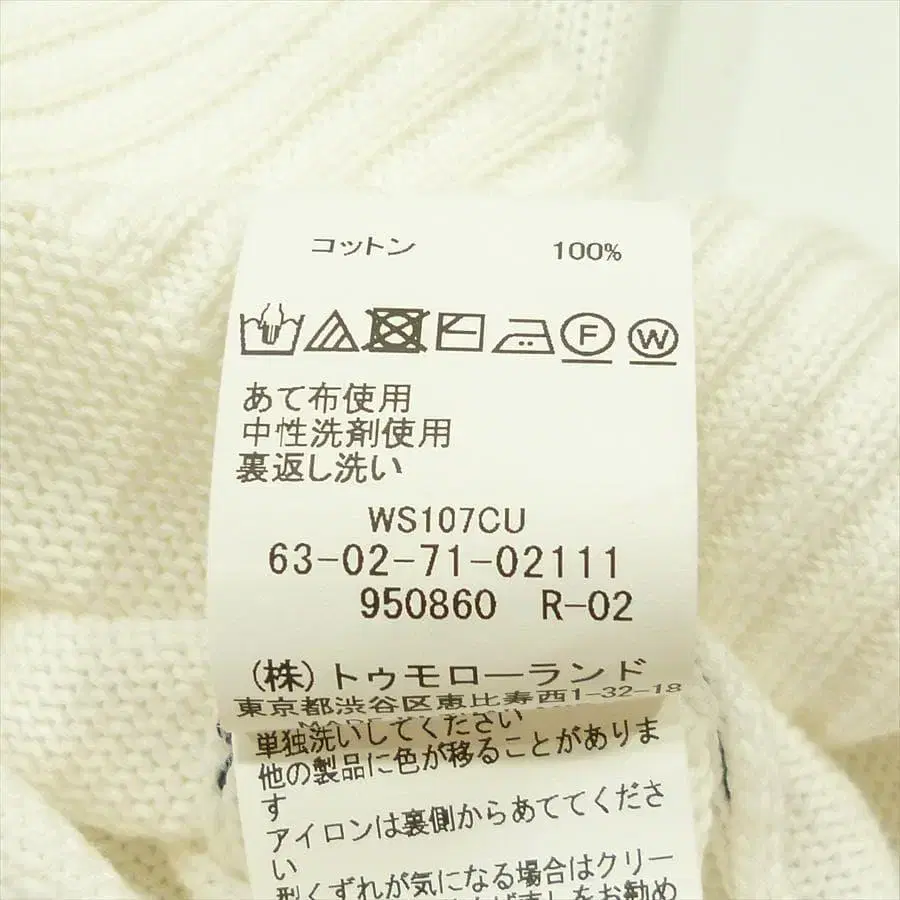 コットン 100%
F W
あて布使用
中性洗剤使用
裏返し洗い
WS107CU
63-02-71-02111
950860 R-02
(株)トゥモローランド
東京都渋谷区恵比寿西1-32-18
単独洗いしてください
他の製品に色が移ることがありま
す
アイロンは裏側からあててくださ
い
型くずれが気になる場合はクリー
をお勧め